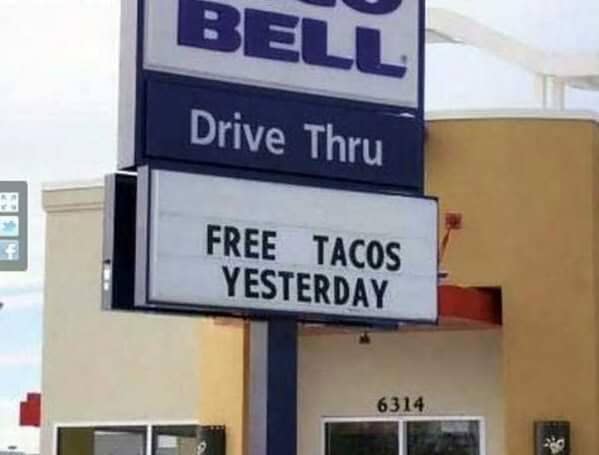 BELL
Drive Thru
FREE TACOS
YESTERDAY
6314